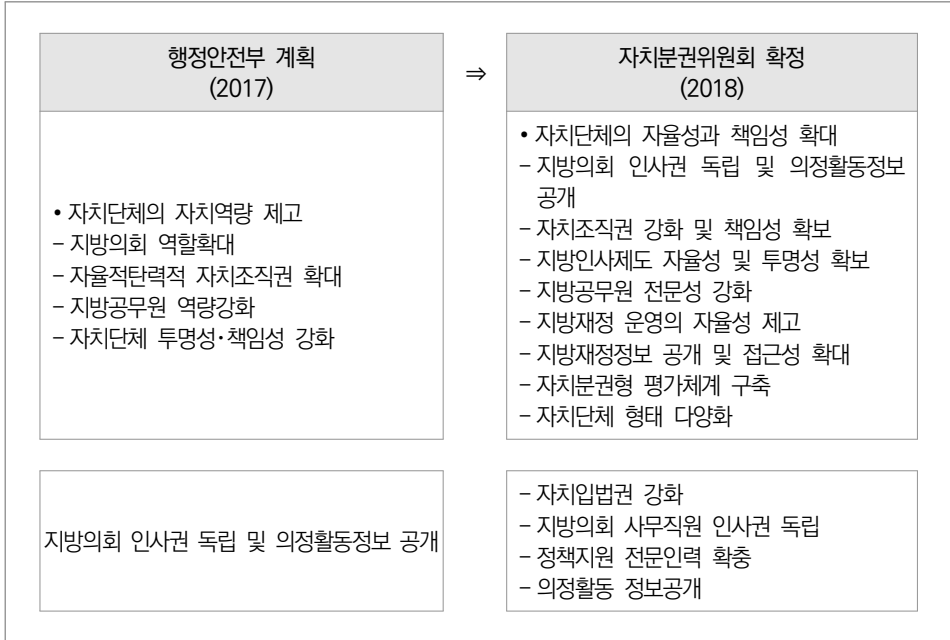 행정안전부 계획
(2017)
⇒
자치분권위원회 확정
(2018)
• 자치단체의 자치역량 제고
- 지방의회 역할확대
- 자율적탄력적 자치조직권 확대
- 지방공무원 역량강화
- 자치단체 투명성·책임성 강화
• 자치단체의 자율성과 책임성 확대
- 지방의회 인사권 독립 및 의정활동정보
공개
- 자치조직권 강화 및 책임성 확보
- 지방인사제도 자율성 및 투명성 확보
- 지방공무원 전문성 강화
- 지방재정 운영의 자율성 제고
- 지방재정정보 공개 및 접근성 확대
- 자치분권형 평가체계 구축
- 자치단체 형태 다양화
지방의회 인사권 독립 및 의정활동정보 공개
- 자치입법권 강화
- 지방의회 사무직원 인사권 독립
- 정책지원 전문인력 확충
- 의정활동 정보공개